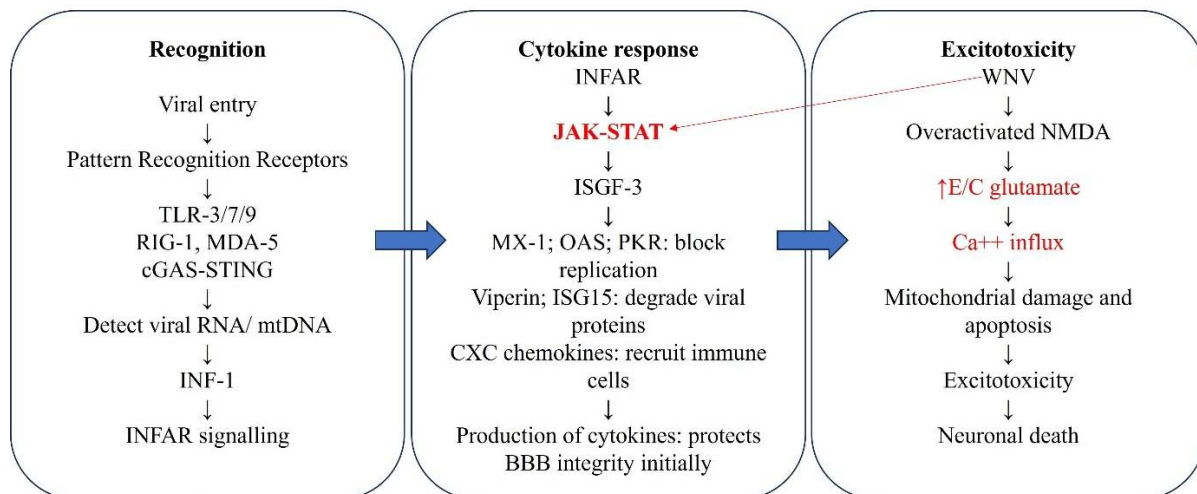 Recognition
Viral entry
↓
Pattern Recognition Receptors
↓
TLR-3/7/9
RIG-1, MDA-5
cGAS-STING
↓
Detect viral RNA/ mtDNA
↓
INF-1
↓
INFAR signalling
Cytokine response
INFAR
↓
JAK-STAT
↓
ISGF-3
↓
MX-1; OAS; PKR: block
replication
Viperin; ISG15: degrade viral
proteins
CXC chemokines: recruit immune
cells
↓
Production of cytokines: protects
BBB integrity initially
Excitotoxicity
WNV
↓
Overactivated NMDA
↓
↑E/C glutamate
↓
Ca++ influx
↓
Mitochondrial damage and
apoptosis
↓
Excitotoxicity
↓
Neuronal death